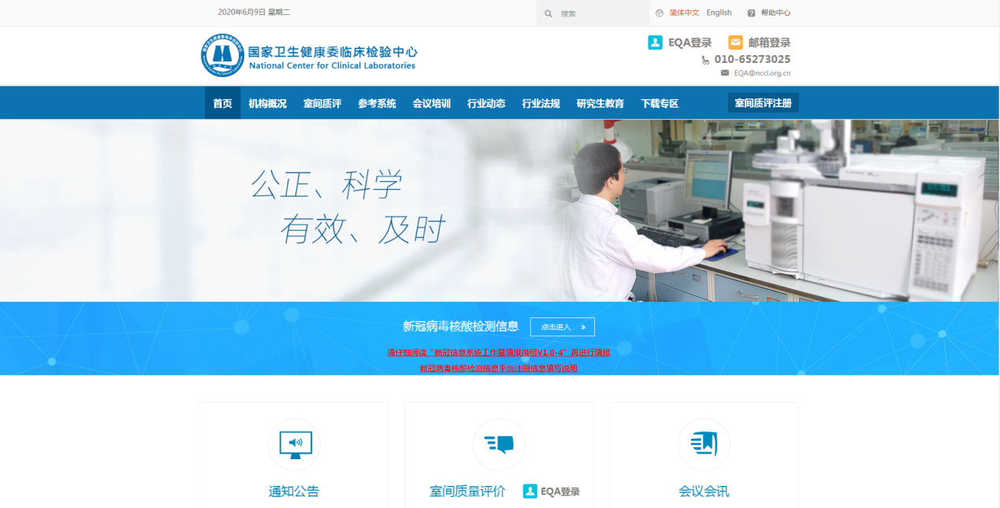 2020年6月9日 星期二
搜索
简体中文 English
帮助中心
国家卫生健康委临床检验中心
National Center for Clinical Laboratories
EQA登录 邮箱登录
010-65273025
EQA@nccl.org.cn
首页 机构概况 室间质评 参考系统 会议培训 行业动态 行业法规 研究生教育 下载专区 室间质评注册
公正、科学
有效、及时
新冠病毒核酸检测信息 点击进入 »
请仔细阅读“新冠信息系统工作量填报说明V1.0-4”再进行填报
新冠病毒核酸检测信息平台注册信息填写说明
通知公告
室间质量评价 EQA登录
会议会讯